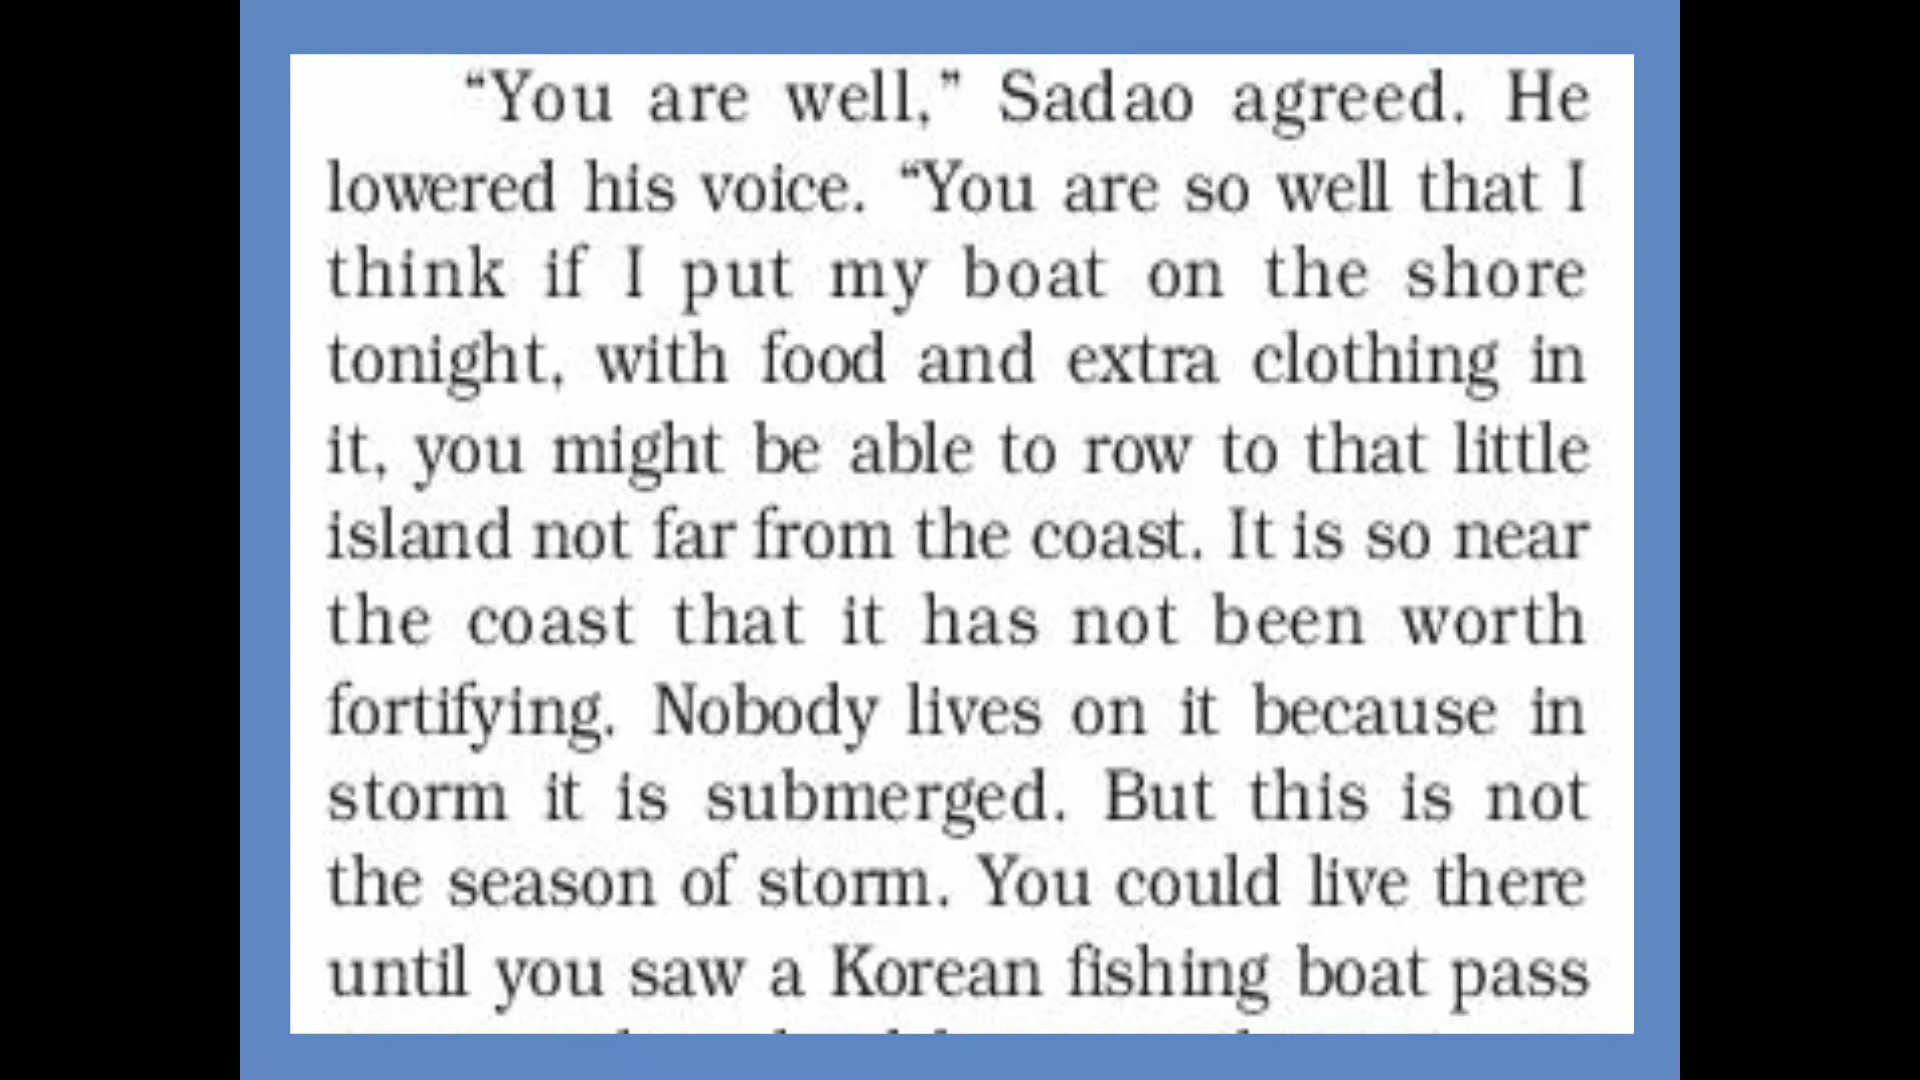 “You are well,” Sadao agreed. He
lowered his voice. “You are so well that I
think if I put my boat on the shore
tonight, with food and extra clothing in
it, you might be able to row to that little
island not far from the coast. It is so near
the coast that it has not been worth
fortifying. Nobody lives on it because in
storm it is submerged. But this is not
the season of storm. You could live there
until you saw a Korean fishing boat pass